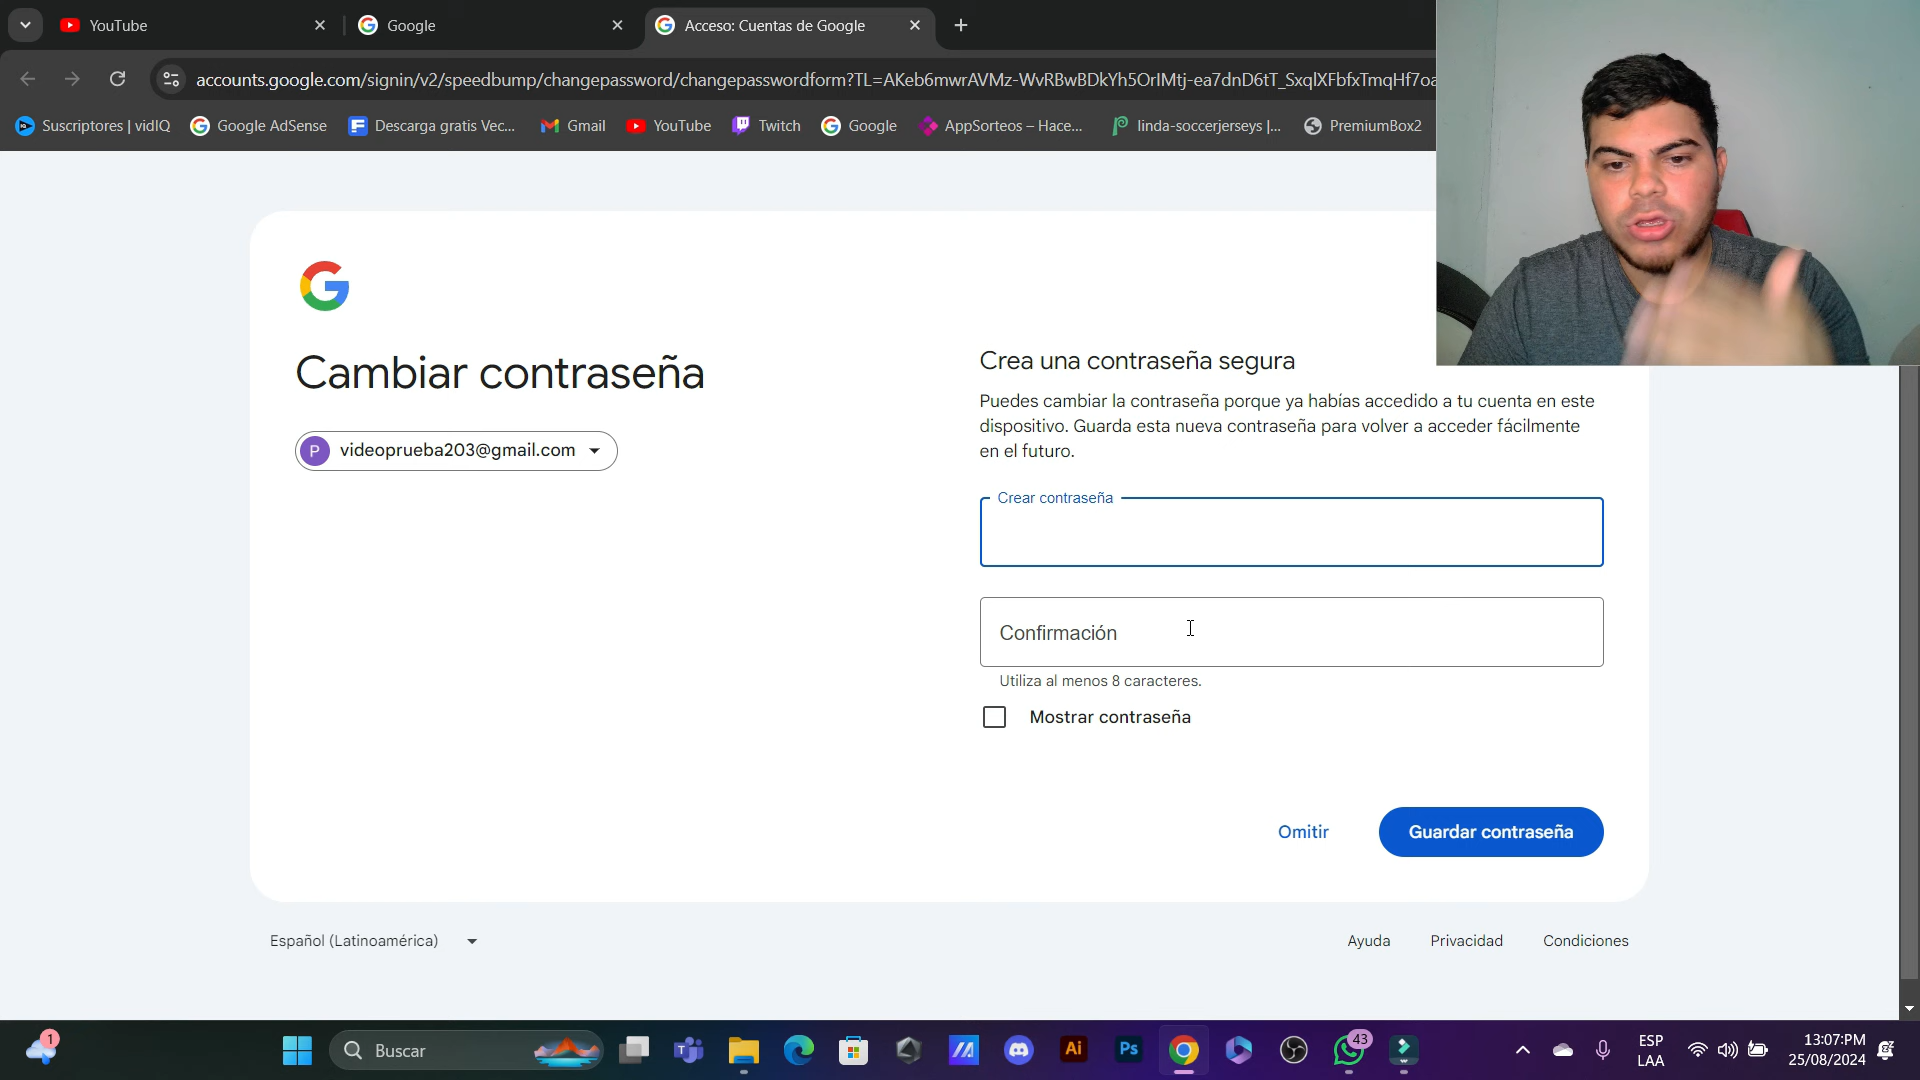 YouTube
Google
Acceso: Cuentas de Google
accounts.google.com/signin/v2/speedbump/changepassword/changepasswordform?TL=AKeb6mwrAVMz-WvRBwBDkYh5OrIMtj-ea7dnD6tT_SxqlXFbfxTmqHf7oa
Suscriptores | vidIQ
Google AdSense
Descarga gratis Vec...
Gmail
YouTube
Twitch
Google
AppSorteos – Hace...
linda-soccerjerseys |...
PremiumBox2
Cambiar contraseña
P
videoprueba203@gmail.com
Crea una contraseña segura
Puedes cambiar la contraseña porque ya habías accedido a tu cuenta en este
dispositivo. Guarda esta nueva contraseña para volver a acceder fácilmente
en el futuro.
Crear contraseña
Confirmación
Utiliza al menos 8 caracteres.
Mostrar contraseña
Omitir
Guardar contraseña
Español (Latinoamérica)
Ayuda
Privacidad
Condiciones
1
Buscar
Ai
Ps
43
ESP
LAA
13:07:PM
25/08/2024